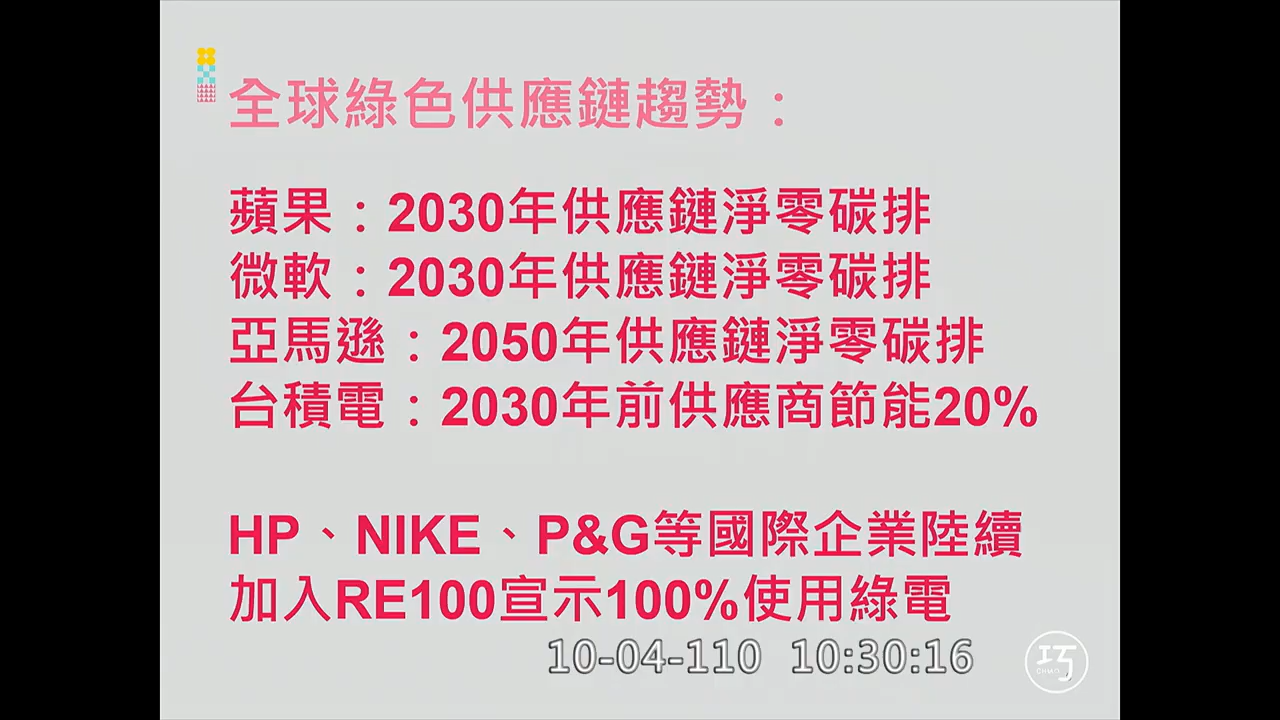 全球綠色供應鏈趨勢：
蘋果：2030年供應鏈淨零碳排
微軟：2030年供應鏈淨零碳排
亞馬遜：2050年供應鏈淨零碳排
台積電：2030年前供應商節能20%
HP、NIKE、P&G等國際企業陸續
加入RE100宣示100%使用綠電
10-04-110 10:30:16
巧